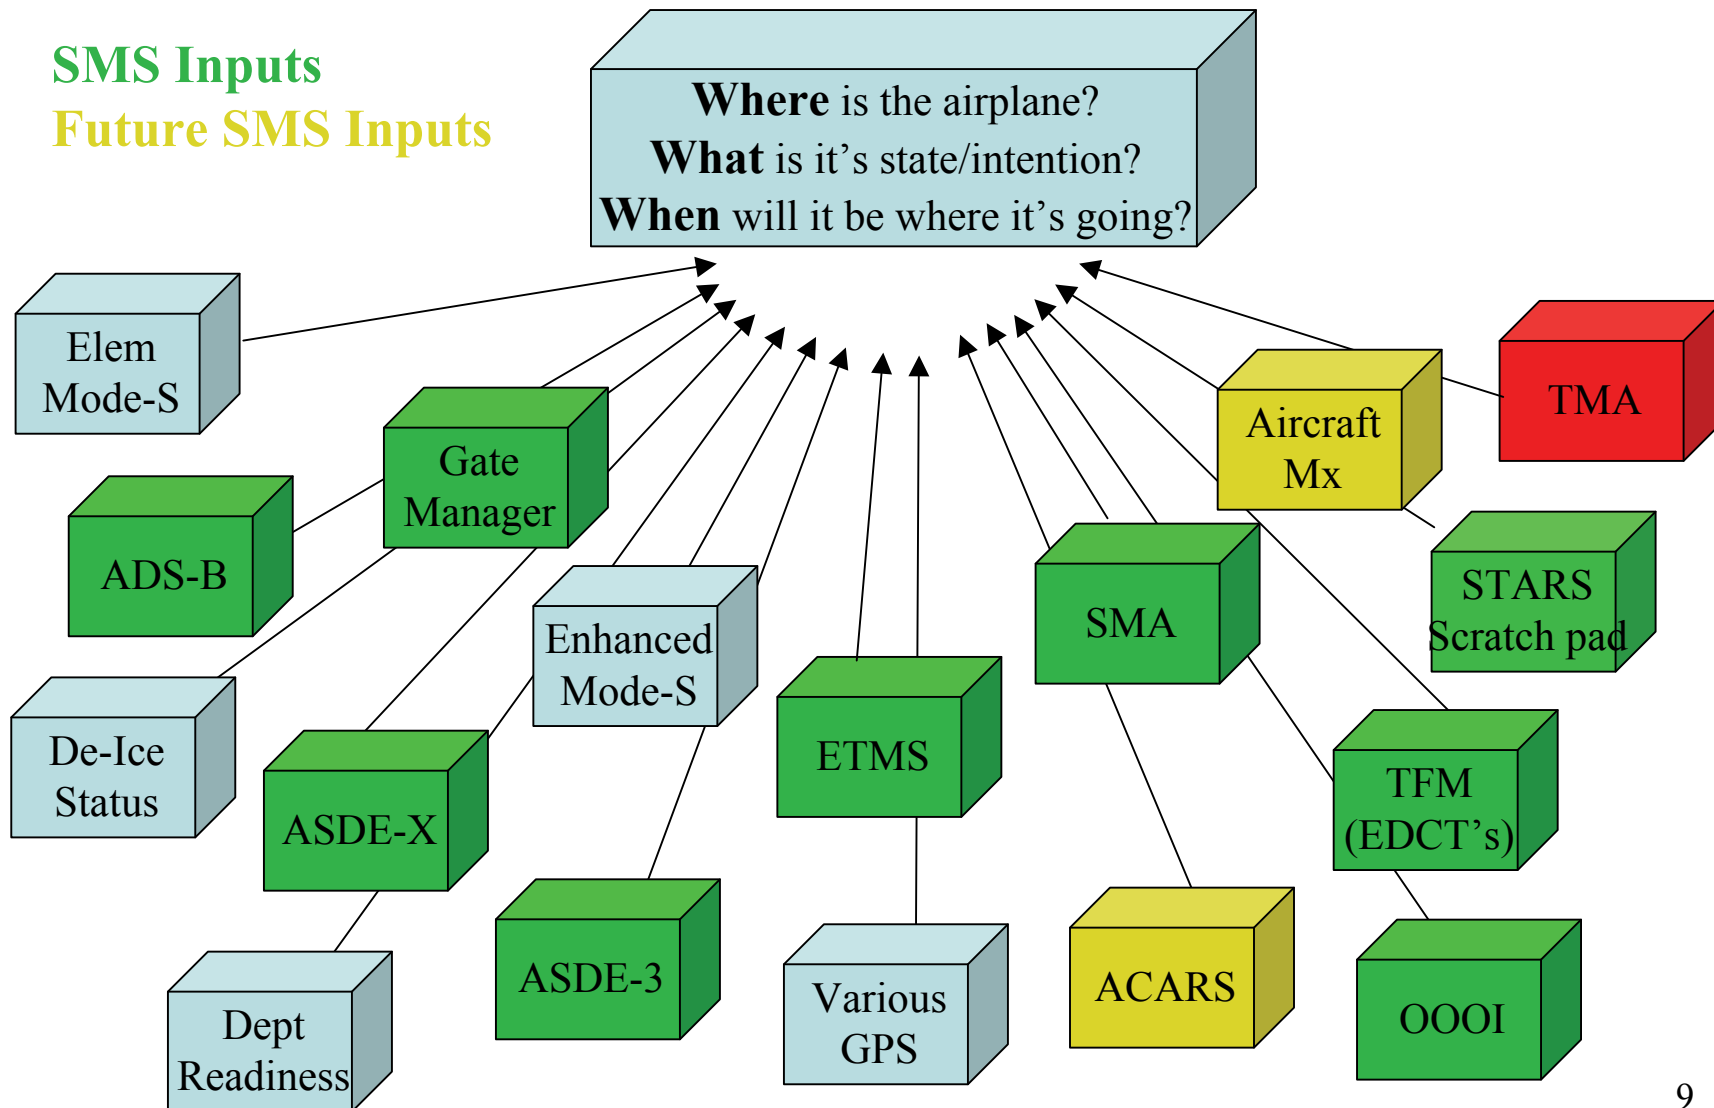 SMS Inputs
Future SMS Inputs
Where is the airplane?
What is it's state/intention?
When will it be where it's going?
Elem
Mode-S
Gate
Manager
ADS-B
De-Ice
Status
ASDE-X
Dept
Readiness
Enhanced
Mode-S
ASDE-3
ETMS
Various
GPS
SMA
ACARS
Aircraft
Mx
TMA
STARS
Scratch pad
TFM
(EDCT's)
OOOI
9